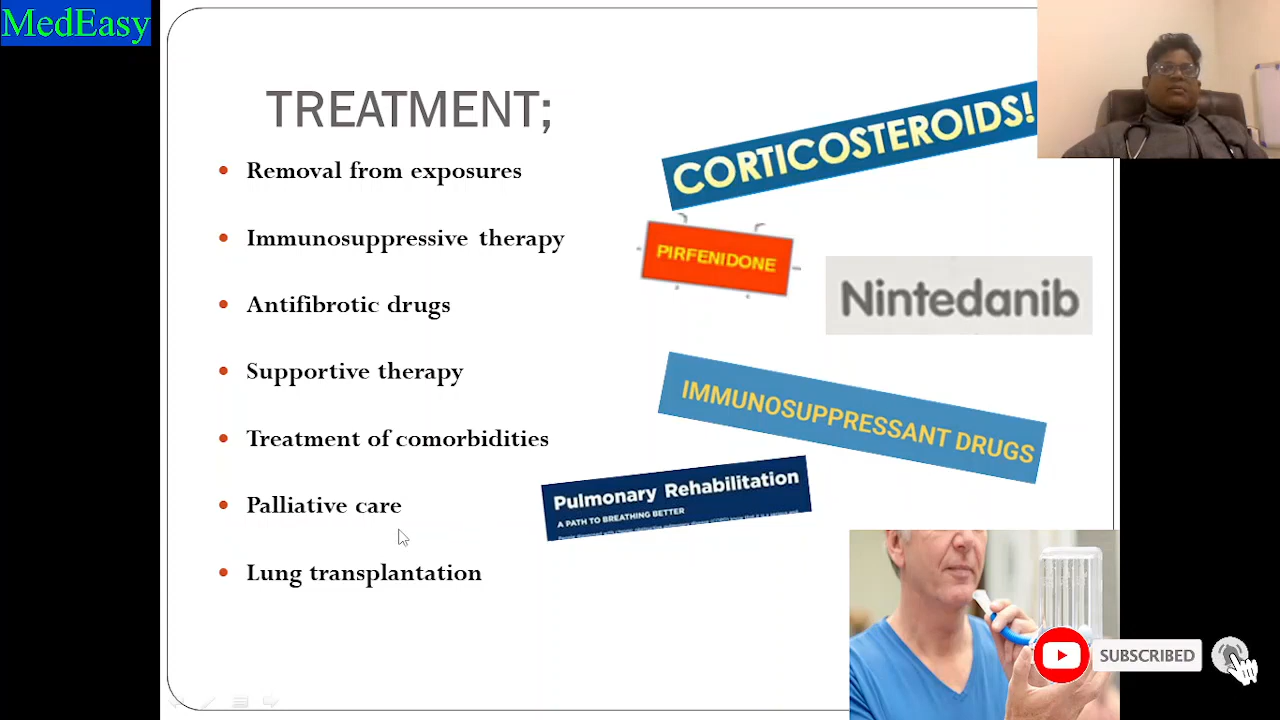 MedEasy
TREATMENT;
Removal from exposures
Immunosuppressive therapy
Antifibrotic drugs
Supportive therapy
Treatment of comorbidities
Palliative care
Lung transplantation
CORTICOSTEROIDS!
PIRFENIDONE
Nintedanib
IMMUNOSUPPRESSANT DRUGS
Pulmonary Rehabilitation
A PATH TO BREATHING BETTER
SUBSCRIBED